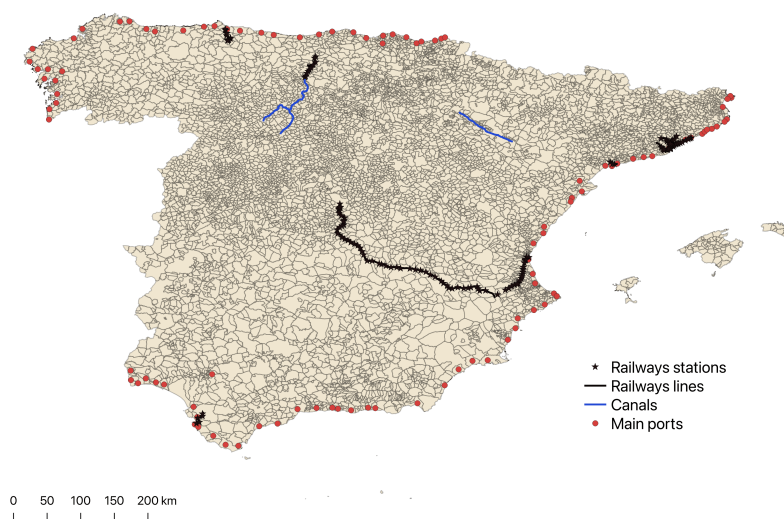 Railways stations
Railways lines
Canals
Main ports
0 50 100 150 200 km